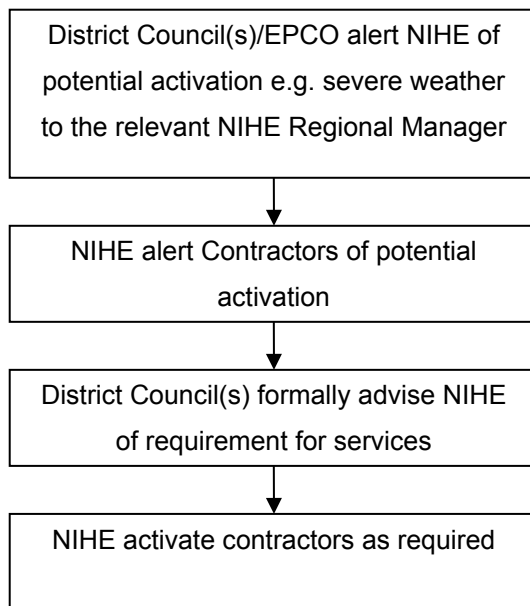 District Council(s)/EPCO alert NIHE of
potential activation e.g. severe weather
to the relevant NIHE Regional Manager
NIHE alert Contractors of potential
activation
District Council(s) formally advise NIHE
of requirement for services
NIHE activate contractors as required